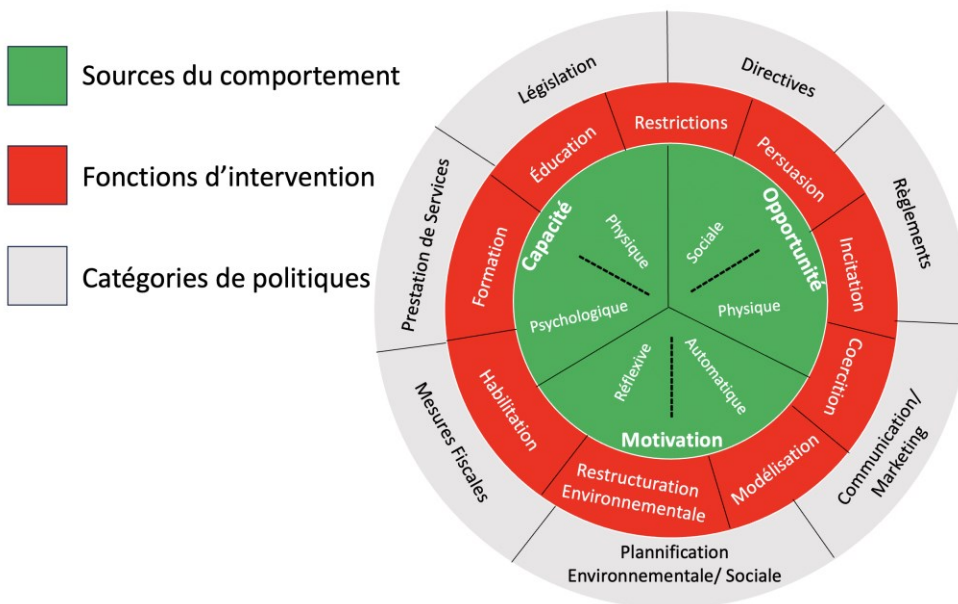 Sources du comportement
Fonctions d’intervention
Catégories de politiques
Législation
Directives
Règlements
Communication/
Marketing
Plannification
Environnementale/ Sociale
Mesures Fiscales
Prestation de Services
Éducation
Restrictions
Persuasion
Incitation
Coercition
Modélisation
Restructuration
Environnementale
Habilitation
Formation
Capacité
Physique
Psychologique
Opportunité
Sociale
Physique
Motivation
Réflexive
Automatique